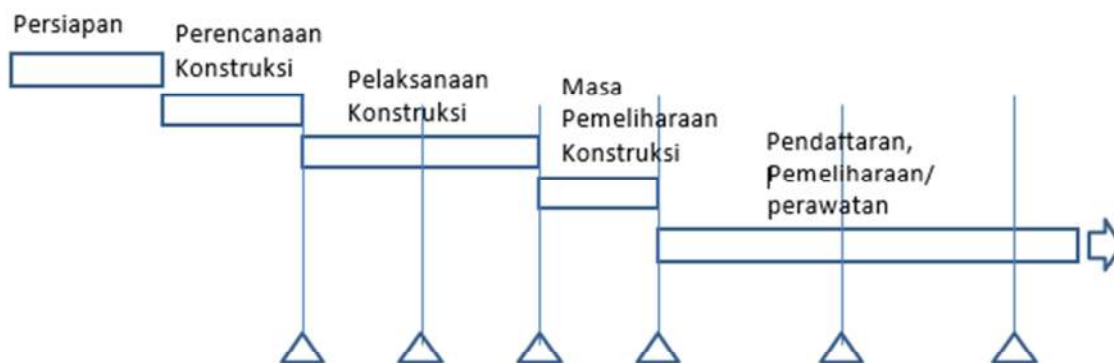 Persiapan
Perencanaan
Konstruksi
Pelaksanaan
Konstruksi
Masa
Pemeliharaan
Konstruksi
Pendaftaran,
Pemeliharaan/
perawatan